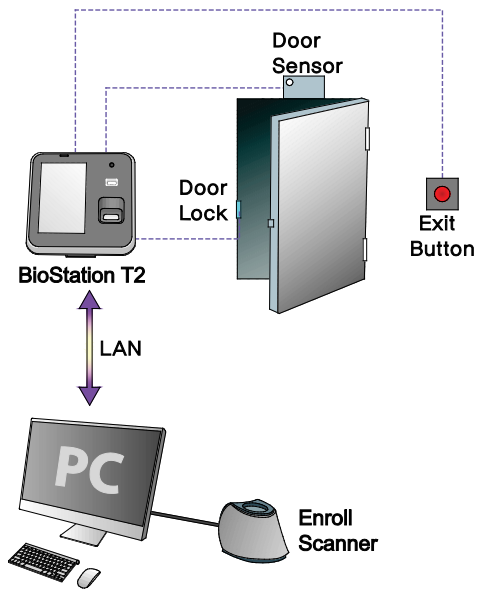 Door
Sensor
Door
Lock
Exit
Button
BioStation T2
LAN
PC
Enroll
Scanner